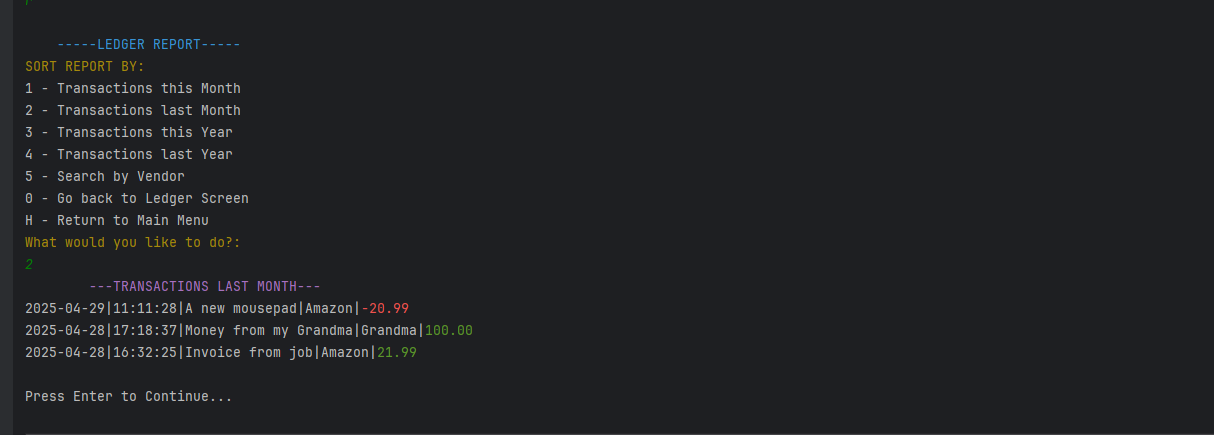 -----LEDGER REPORT-----
SORT REPORT BY:
1 - Transactions this Month
2 - Transactions last Month
3 - Transactions this Year
4 - Transactions last Year
5 - Search by Vendor
0 - Go back to Ledger Screen
H - Return to Main Menu
What would you like to do?:
2
---TRANSACTIONS LAST MONTH---
2025-04-29|11:11:28|A new mousepad|Amazon|-20.99
2025-04-28|17:18:37|Money from my Grandma|Grandma|100.00
2025-04-28|16:32:25|Invoice from job|Amazon|21.99
Press Enter to Continue...